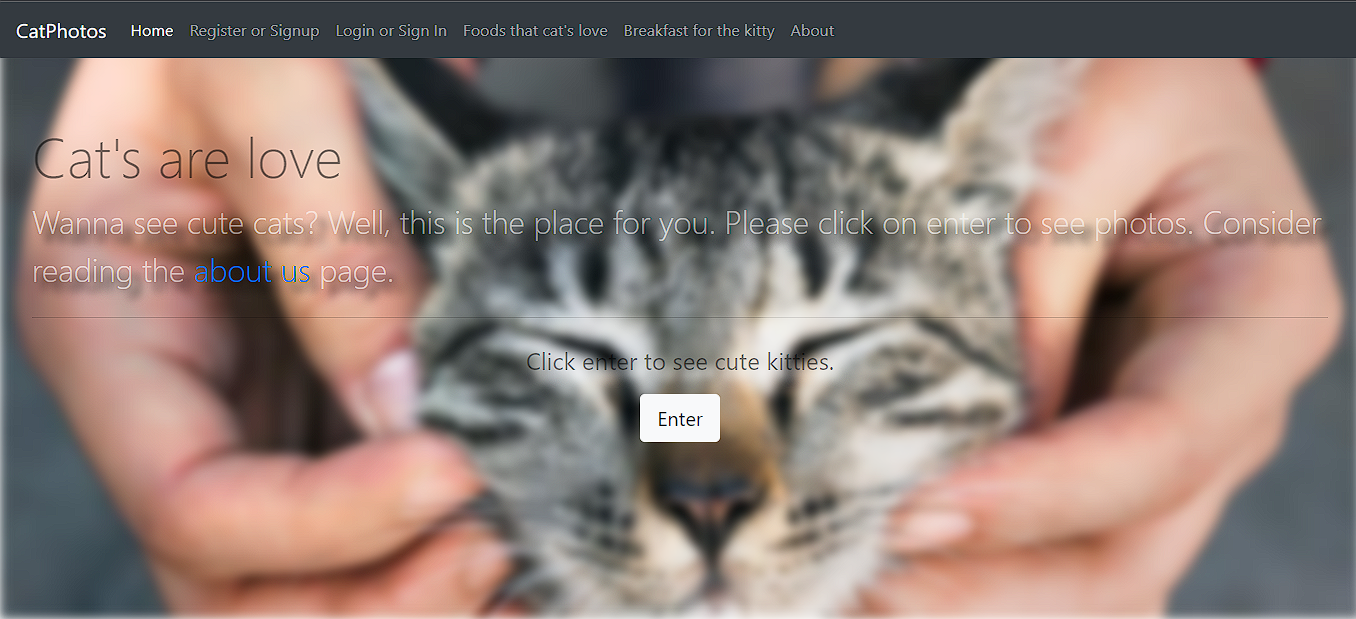 CatPhotos Home Register or Signup Login or Sign In Foods that cat's love Breakfast for the kitty About
Cat's are love
Wanna see cute cats? Well, this is the place for you. Please click on enter to see photos. Consider
reading the about us page.
Click enter to see cute kitties.
Enter